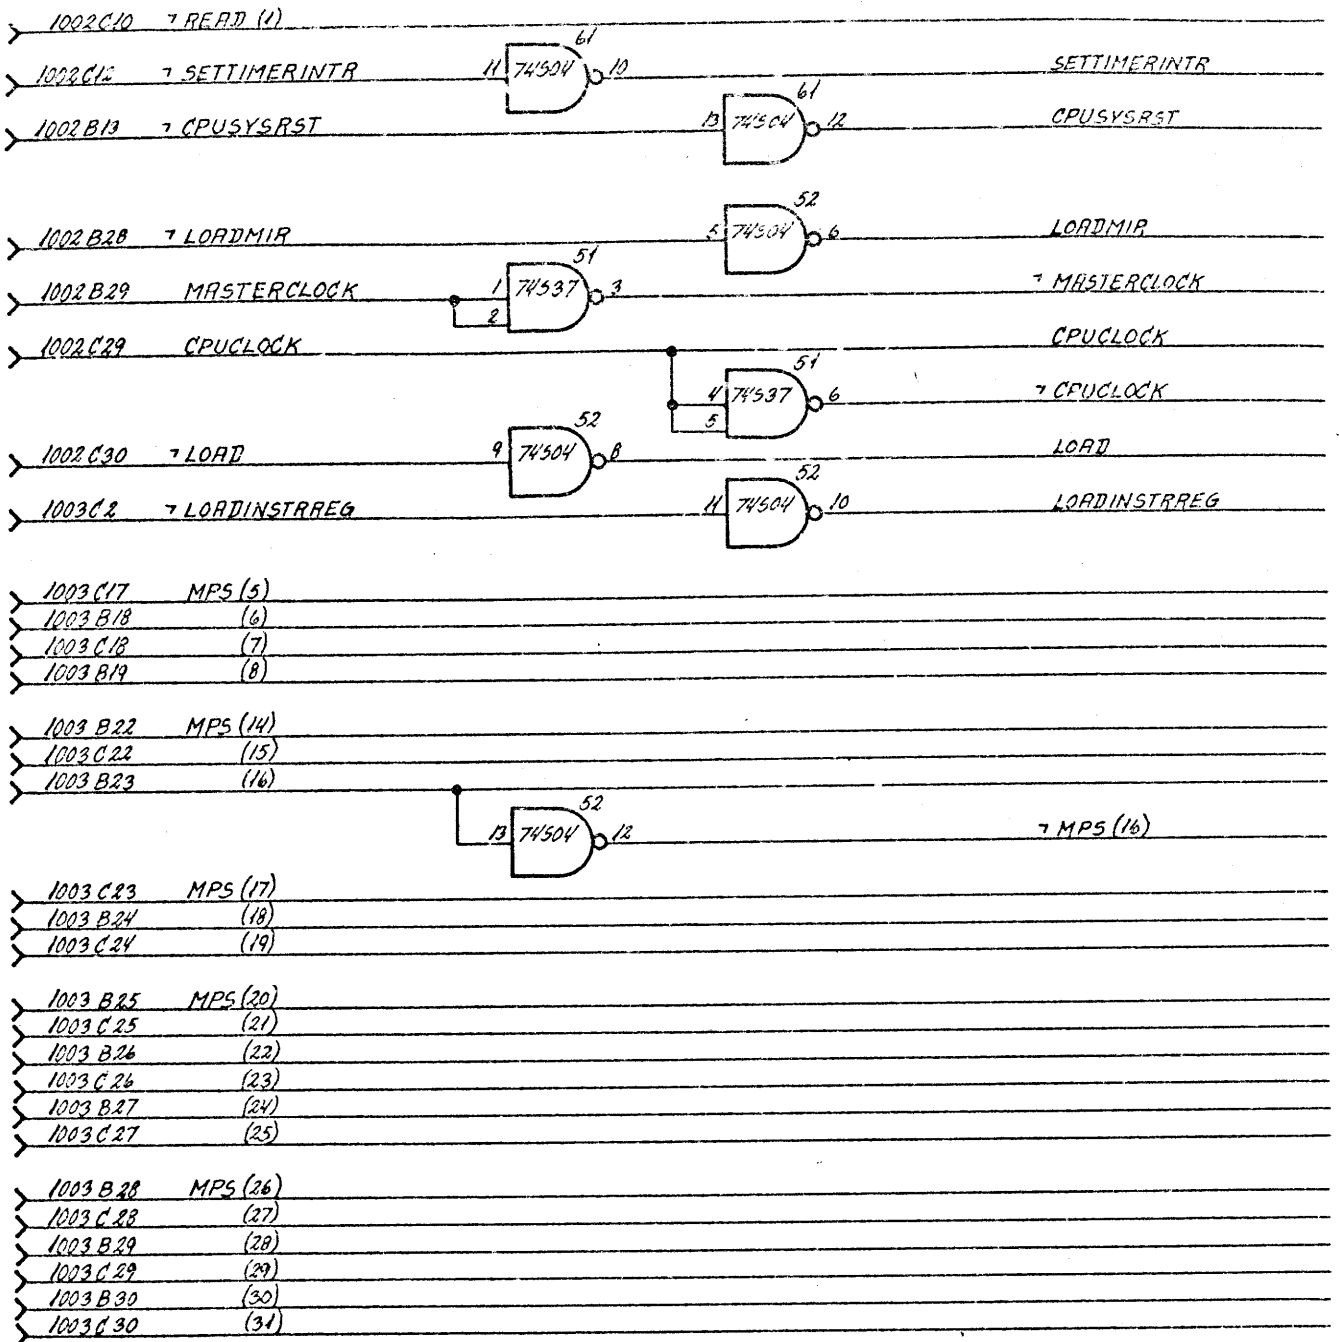 1002C10 ¬ READ (1)
61
1002C12 ¬ SETTIMERINTR 11 74S04 10 SETTIMERINTR
61
1002B13 ¬ CPUSYSRST 13 74S04 12 CPUSYSRST
52
1002B28 ¬ LOADMIR 5 74S04 6 LOADMIR
51
1002B29 MASTERCLOCK 1 74S37 3 ¬ MASTERCLOCK
2
1002C29 CPUCLOCK CPUCLOCK
51
4 74S37 6 ¬ CPUCLOCK
5
52
1002C30 ¬ LOAD 9 74S04 8 LOAD
52
1003C2 ¬ LOADINSTRREG 11 74S04 10 LOADINSTRREG
1003C17 MPS (5)
1003B18 (6)
1003C18 (7)
1003B19 (8)
1003B22 MPS (14)
1003C22 (15)
1003B23 (16)
52
13 74S04 12 ¬ MPS (16)
1003C23 MPS (17)
1003B24 (18)
1003C24 (19)
1003B25 MPS (20)
1003C25 (21)
1003B26 (22)
1003C26 (23)
1003B27 (24)
1003C27 (25)
1003B28 MPS (26)
1003C28 (27)
1003B29 (28)
1003C29 (29)
1003B30 (30)
1003C30 (31)